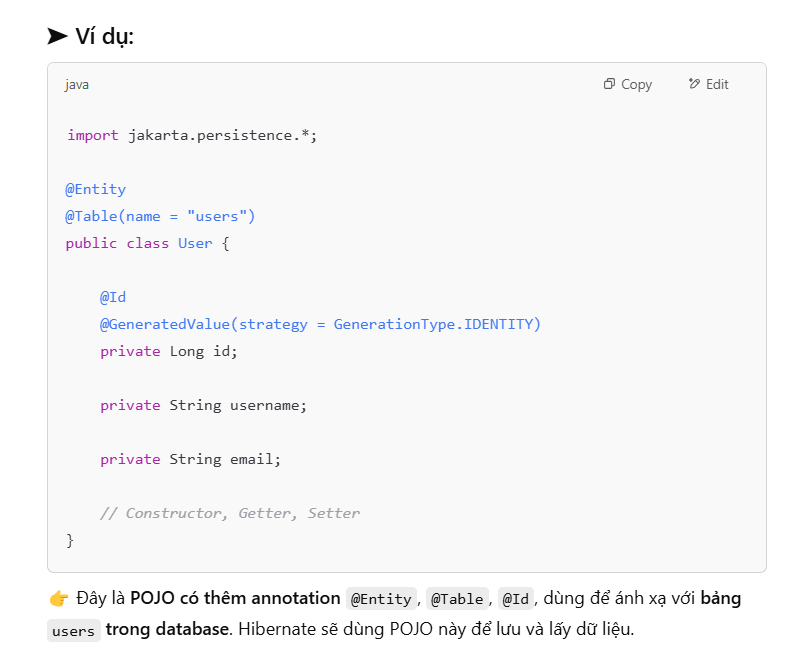 ➤ Ví dụ:
java
Copy
Edit
import jakarta.persistence.*;
@Entity
@Table(name = "users")
public class User {
@Id
@GeneratedValue(strategy = GenerationType.IDENTITY)
private Long id;
private String username;
private String email;
// Constructor, Getter, Setter
}
👉 Đây là POJO có thêm annotation @Entity, @Table, @Id, dùng để ánh xạ với bảng
users trong database. Hibernate sẽ dùng POJO này để lưu và lấy dữ liệu.